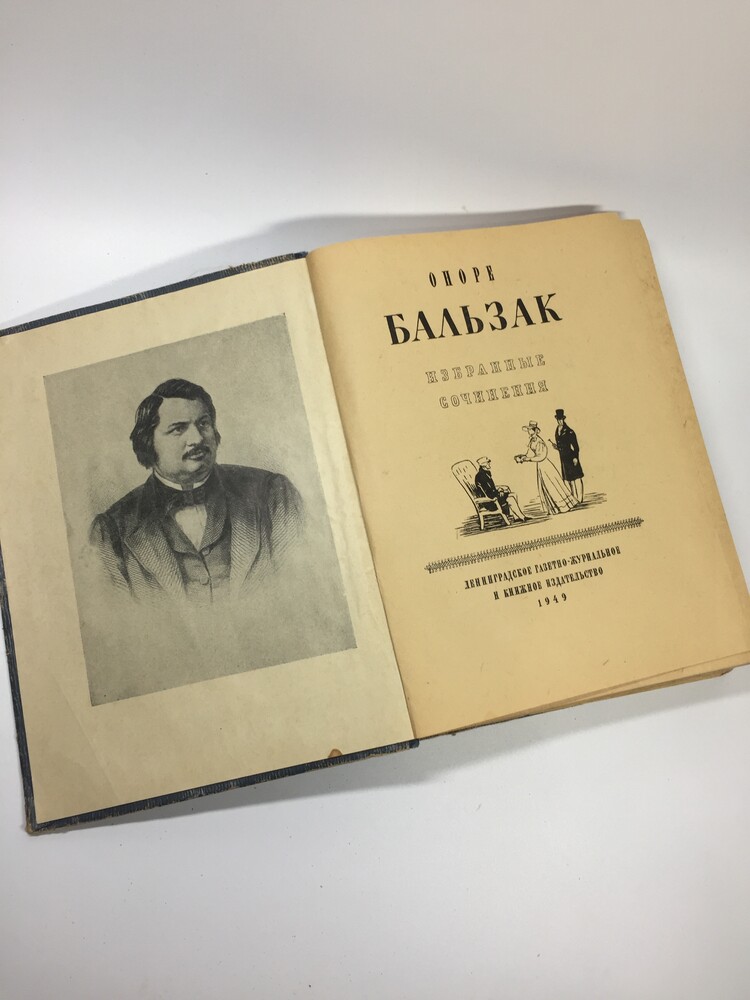 ОНОРЕ
БАЛЬЗАК
ИЗБРАННЫЕ
СОЧИНЕНИЯ
ЛЕНИНГРАДСКОЕ ГАЗЕТНО-ЖУРНАЛЬНОЕ
И КНИЖНОЕ ИЗДАТЕЛЬСТВО
1949